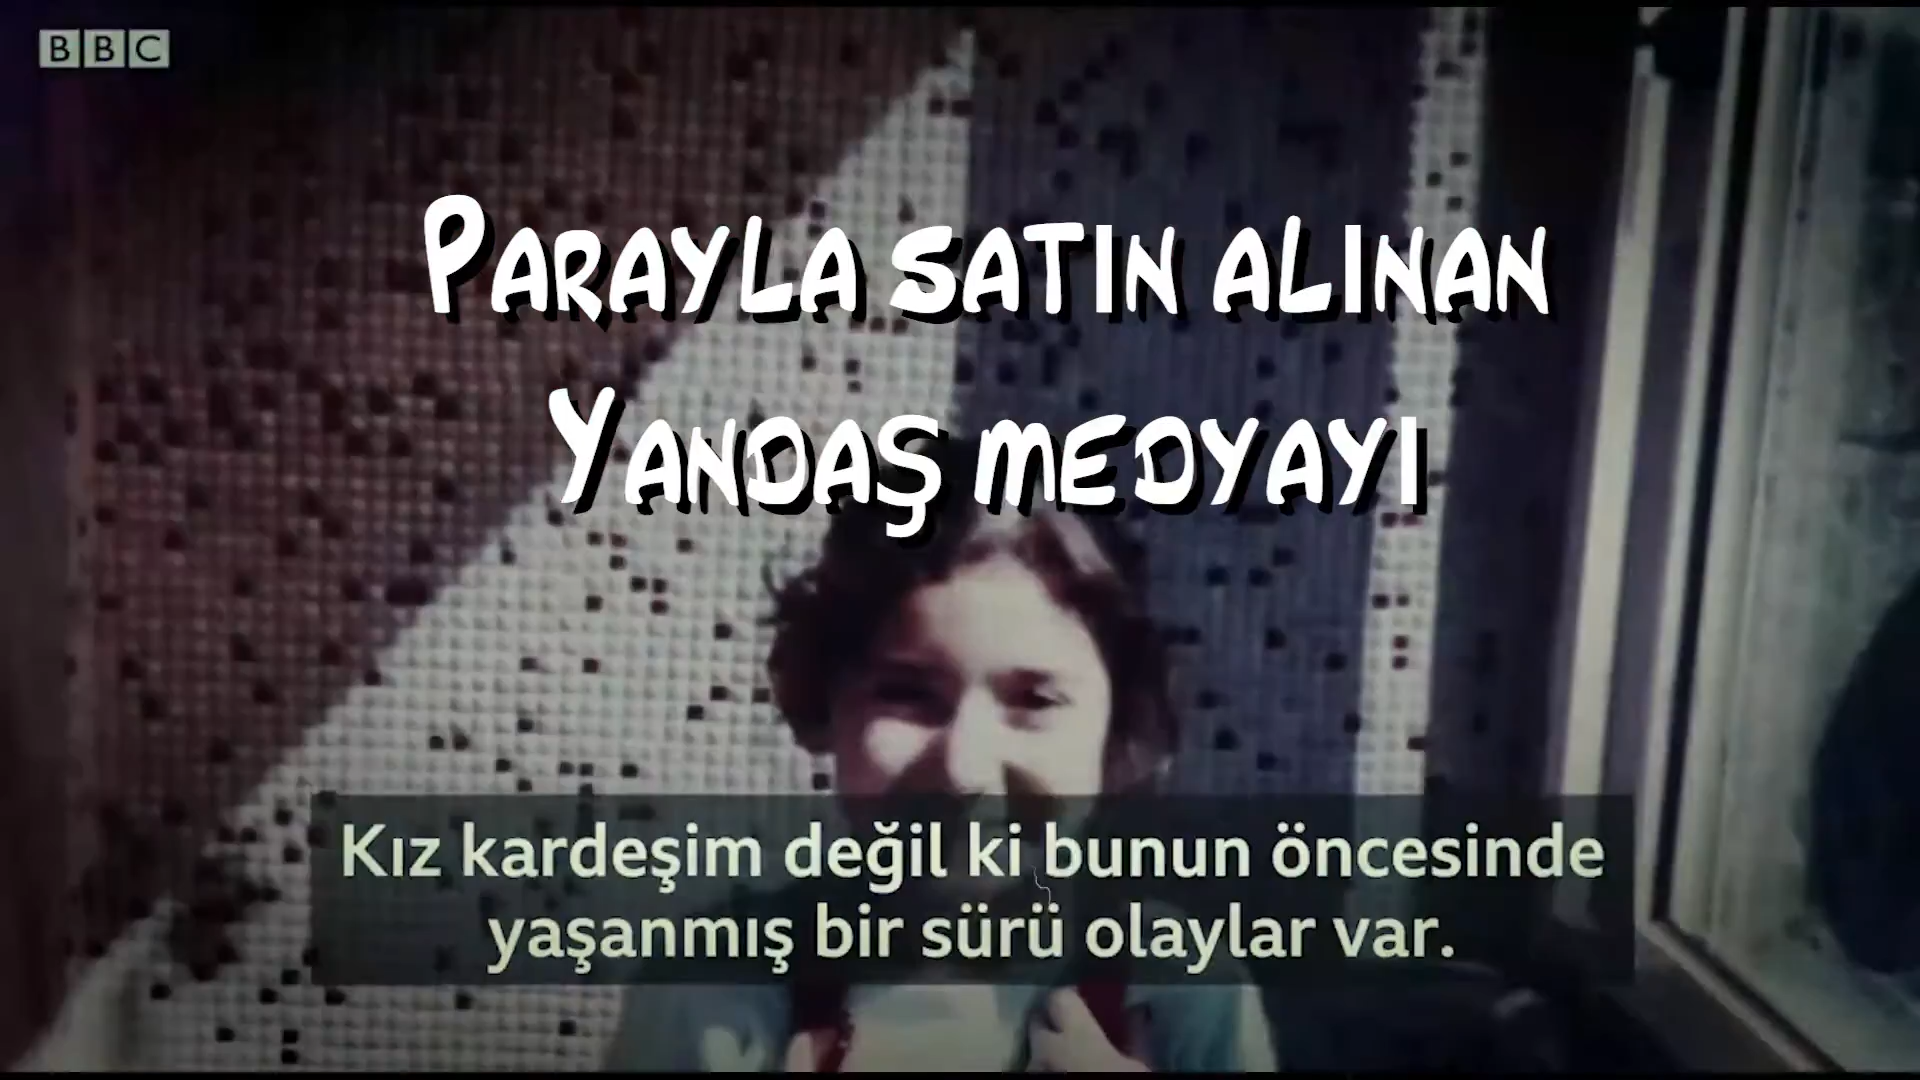 BBC
Parayla satın alınan
Yandaş medyayı
Kız kardeşim değil ki bunun öncesinde
yaşanmış bir sürü olaylar var.